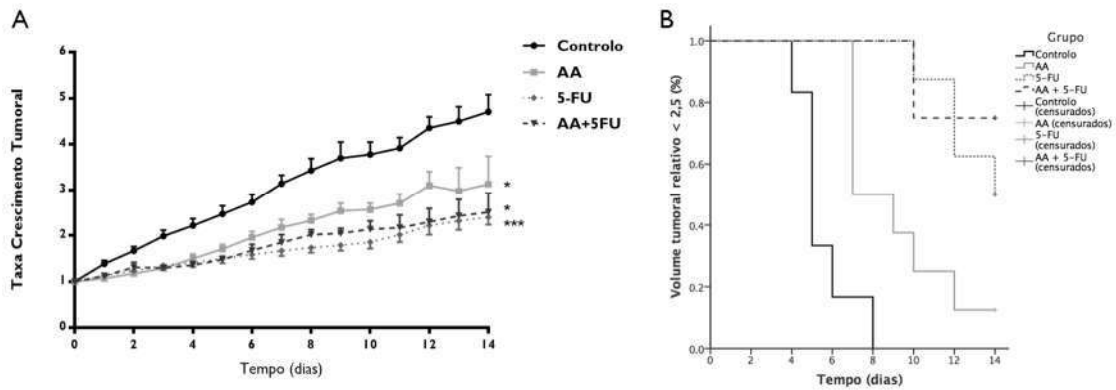 A
Taxa Crescimento Tumoral
6
5
4
3
2
1
0
0 2 4 6 8 10 12 14
Tempo (dias)
Controlo
AA
5-FU
AA+5FU
*
*
***
B
Volume tumoral relativo < 2,5 (%)
1.0
0.8
0.6
0.4
0.2
0.0
0 2 4 6 8 10 12 14
Tempo (dias)
Grupo
Controlo
AA
5-FU
AA + 5-FU
Controlo
(censurados)
AA (censurados)
5-FU
(censurados)
AA + 5-FU
(censurados)